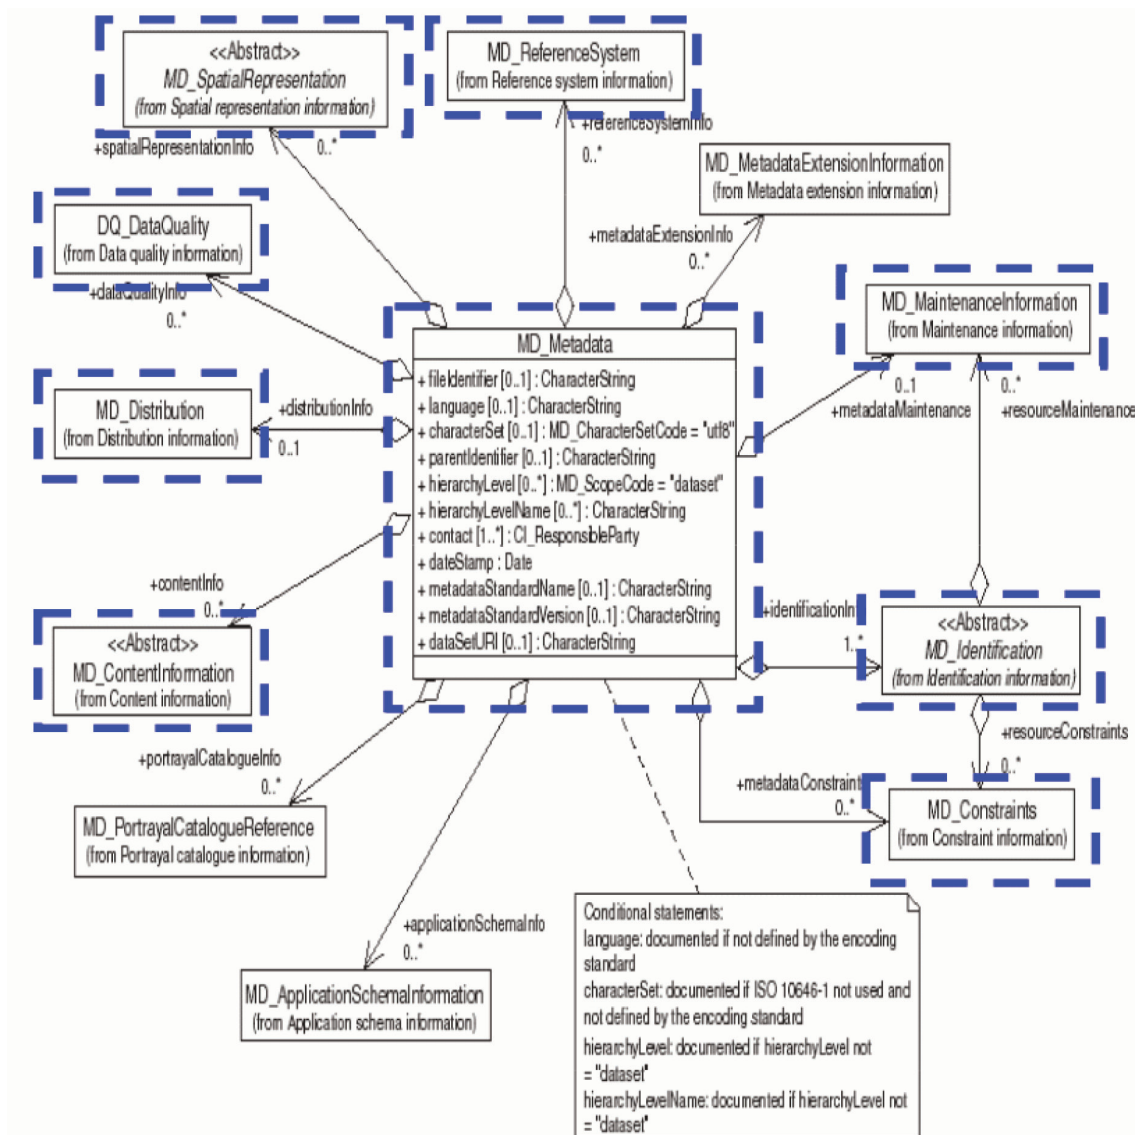 <<Abstract>>
MD_SpatialRepresentation
(from Spatial representation information)
+spatialRepresentationInfo
0..*
MD_ReferenceSystem
(from Reference system information)
+referenceSystemInfo
0..*
MD_MetadataExtensionInformation
(from Metadata extension information)
+metadataExtensionInfo
0..*
DQ_DataQuality
(from Data quality information)
+dataQualityInfo
0..*
MD_MaintenanceInformation
(from Maintenance information)
0..1
+metadataMaintenance
0..*
+resourceMaintenance
MD_Distribution
(from Distribution information)
+distributionInfo
0..1
MD_Metadata
+ fileIdentifier [0..1] : CharacterString
+ language [0..1] : CharacterString
+ characterSet [0..1] : MD_CharacterSetCode = "utf8"
+ parentIdentifier [0..1] : CharacterString
+ hierarchyLevel [0..*] : MD_ScopeCode = "dataset"
+ hierarchyLevelName [0..*] : CharacterString
+ contact [1..*] : CI_ResponsibleParty
+ dateStamp : Date
+ metadataStandardName [0..1] : CharacterString
+ metadataStandardVersion [0..1] : CharacterString
+ dataSetURI [0..1] : CharacterString
+contentInfo
0..*
<<Abstract>>
MD_ContentInformation
(from Content information)
+identificationIn
1..*
<<Abstract>>
MD_Identification
(from Identification information)
+resourceConstraints
0..*
+metadataConstraint
0..*
MD_Constraints
(from Constraint information)
+portrayalCatalogueInfo
0..*
MD_PortrayalCatalogueReference
(from Portrayal catalogue information)
+applicationSchemaInfo
0..*
MD_ApplicationSchemaInformation
(from Application schema information)
Conditional statements:
language: documented if not defined by the encoding
standard
characterSet: documented if ISO 10646-1 not used and
not defined by the encoding standard
hierarchyLevel: documented if hierarchyLevel not
= "dataset"
hierarchyLevelName: documented if hierarchyLevel not
= "dataset"